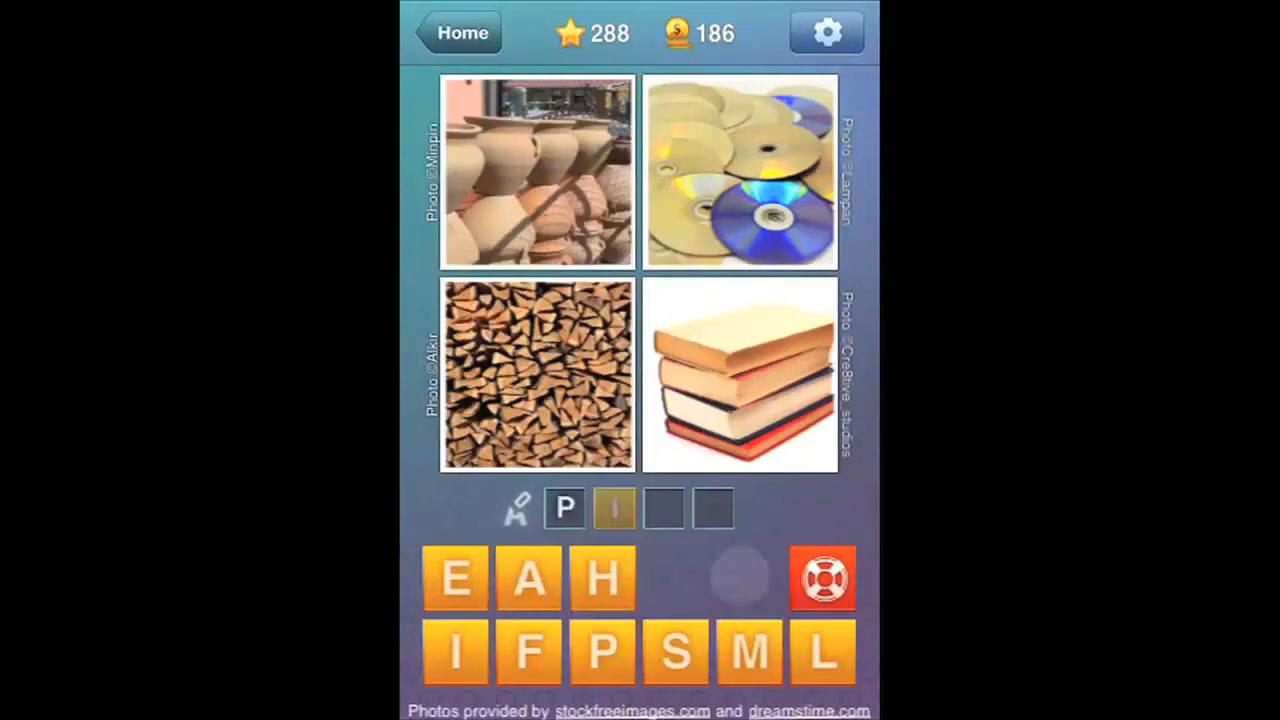 Home 288 186
Photo ©Minpin
Photo ©Lampan
Photo ©Alkir
Photo ©Cre8tive_studios
P I
E A H
I F P S M L
Photos provided by stockfreeimages.com and dreamstime.com